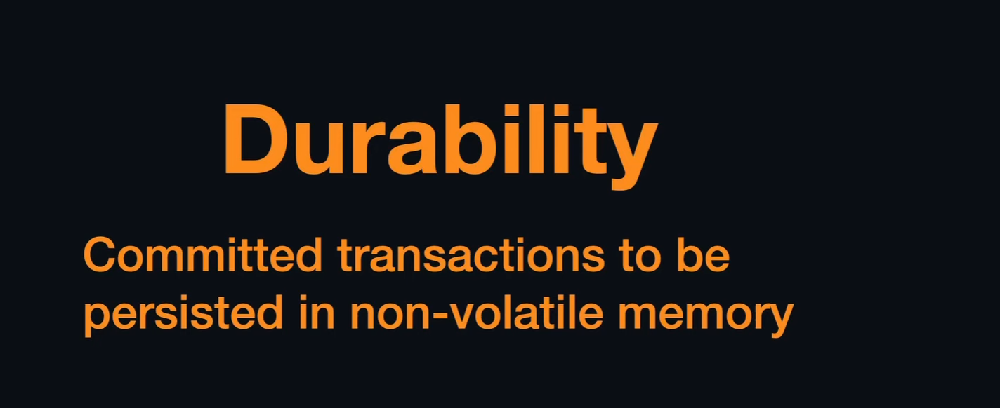 Durability
Committed transactions to be
persisted in non-volatile memory